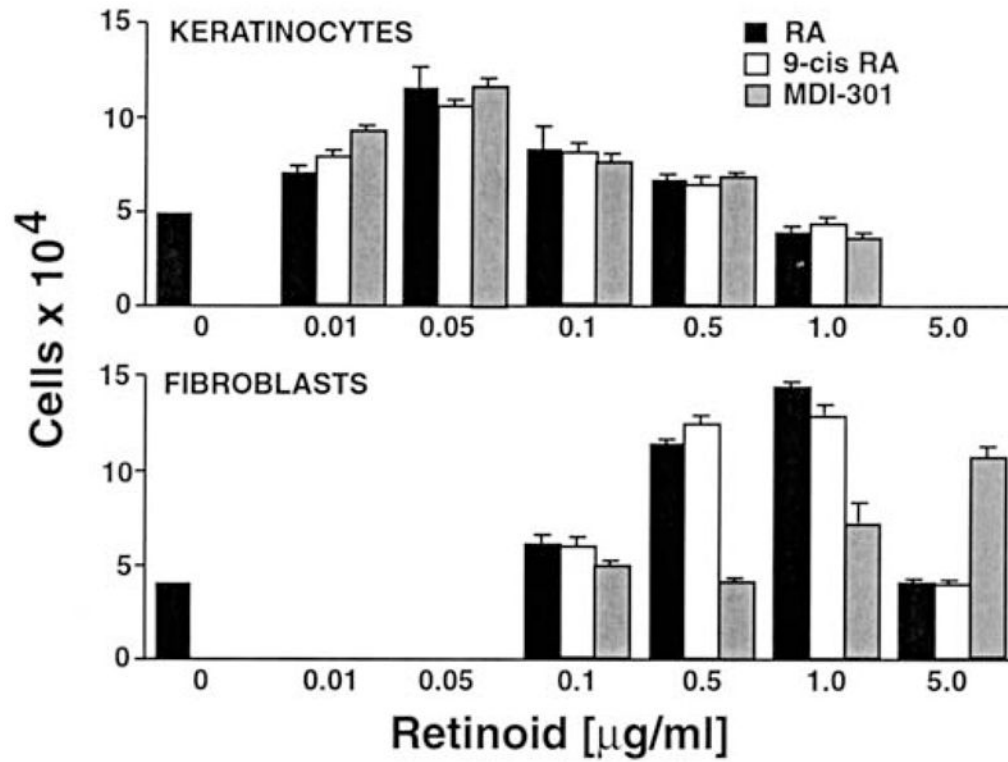 15
KERATINOCYTES
RA
9-cis RA
MDI-301
10
5
0
0 0.01 0.05 0.1 0.5 1.0 5.0
Cells x 10⁴
15
FIBROBLASTS
10
5
0
0 0.01 0.05 0.1 0.5 1.0 5.0
Retinoid [µg/ml]